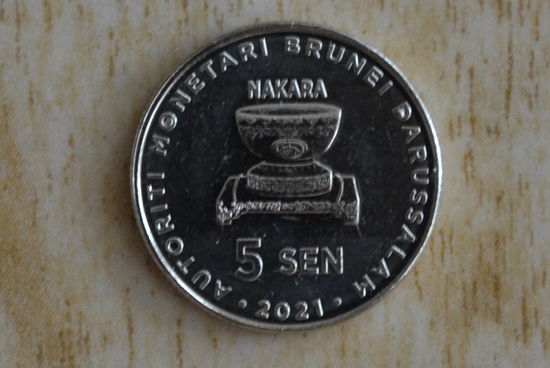 AUTORITI MONETARI BRUNEI DARUSSALAM
NAKARA
5 SEN
• 2021 •